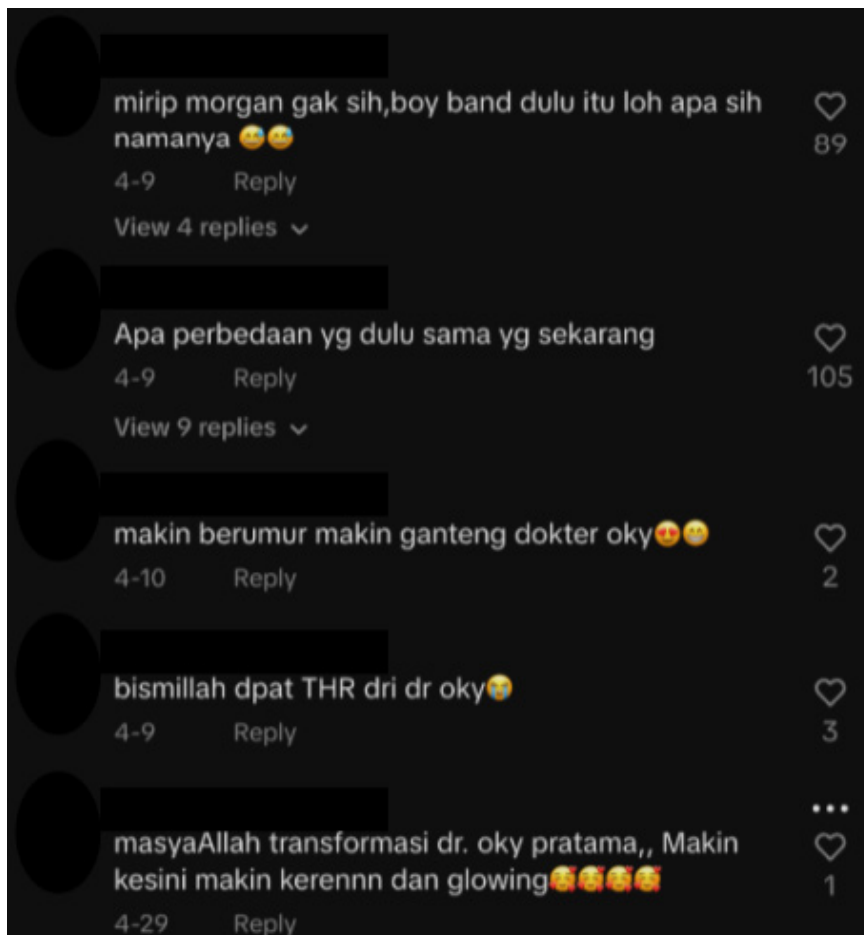 mirip morgan gak sih,boy band dulu itu loh apa sih
namanya 😅😅
89
4-9 Reply
View 4 replies
Apa perbedaan yg dulu sama yg sekarang
105
4-9 Reply
View 9 replies
makin berumur makin ganteng dokter oky😍😁
2
4-10 Reply
bismillah dpat THR dri dr oky😭
3
4-9 Reply
masyaAllah transformasi dr. oky pratama,, Makin
kesini makin kerennn dan glowing🥰🥰🥰🥰
1
4-29 Reply